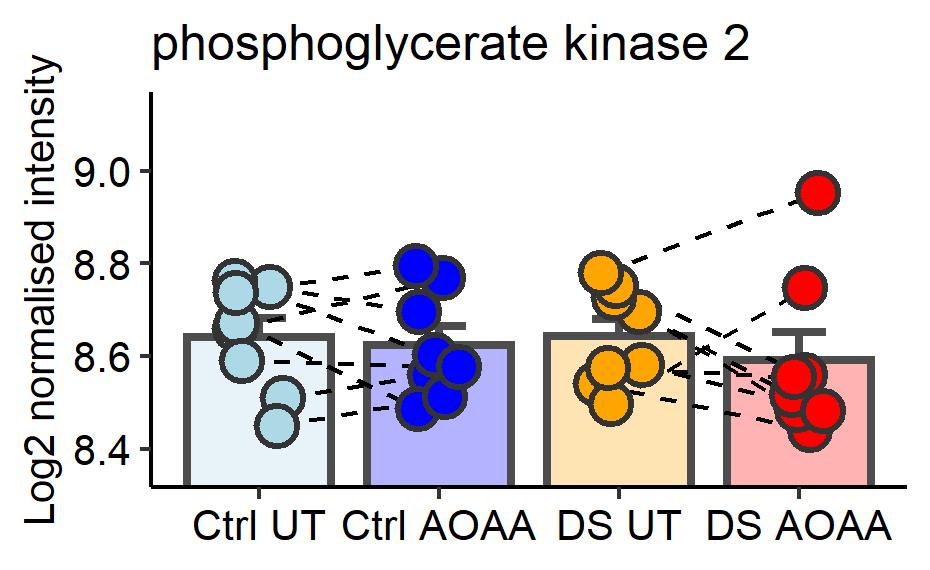 phosphoglycerate kinase 2
Log2 normalised intensity
9.0
8.8
8.6
8.4
Ctrl UT
Ctrl AOAA
DS UT
DS AOAA